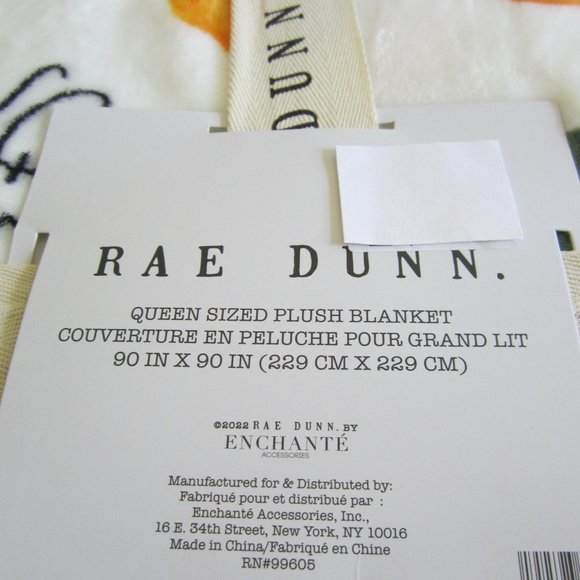 DUNN
RAE DUNN.
QUEEN SIZED PLUSH BLANKET
COUVERTURE EN PELUCHE POUR GRAND LIT
90 IN X 90 IN (229 CM X 229 CM)
©2022 RAE DUNN. BY
ENCHANTÉ
ACCESSORIES
Manufactured for & Distributed by:
Fabriqué pour et distribué par :
Enchanté Accessories, Inc.,
16 E. 34th Street, New York, NY 10016
Made in China/Fabriqué en Chine
RN#99605